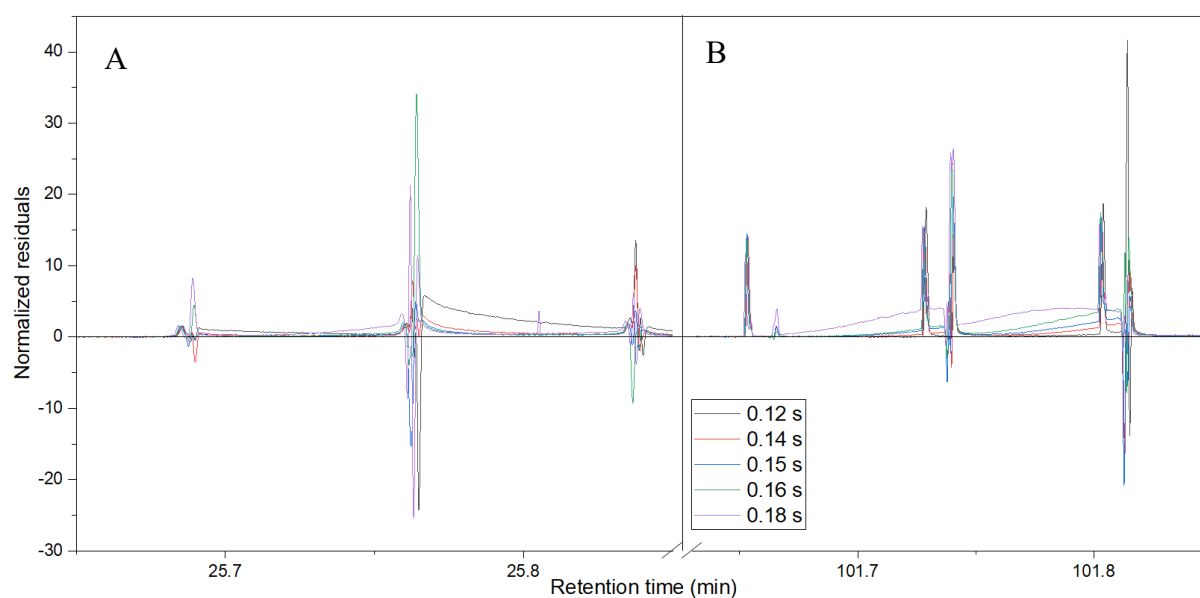 A
B
Normalized residuals
40
30
20
10
0
-10
-20
-30
0.12 s
0.14 s
0.15 s
0.16 s
0.18 s
25.7
25.8
101.7
101.8
Retention time (min)